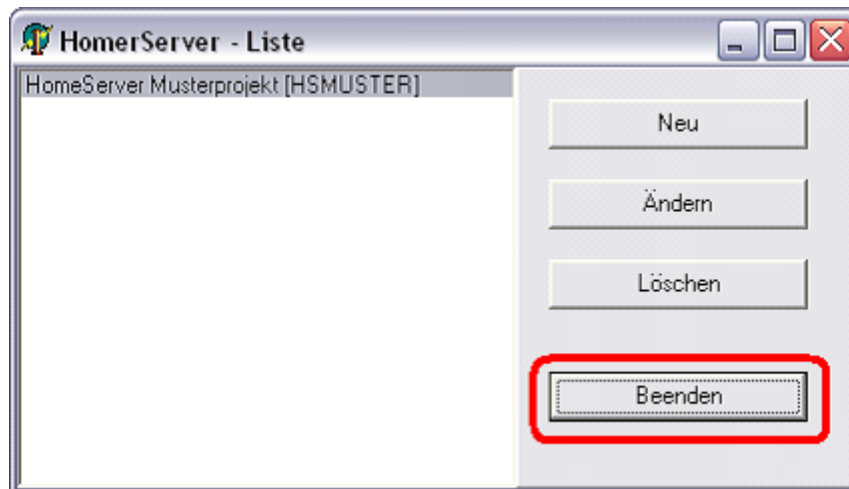 HomerServer - Liste
HomeServer Musterprojekt [HSMUSTER]
Neu
Ändern
Löschen
Beenden